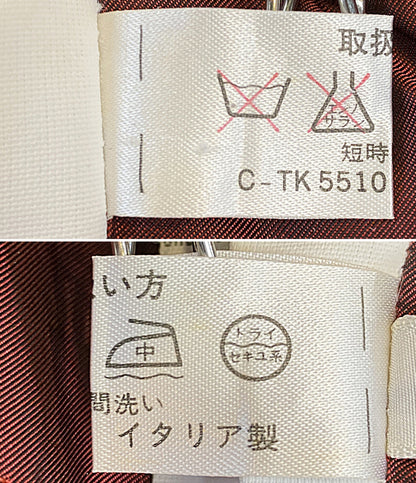 取扱
エンソ
サラシ
短時
C-TK5510
い方
中
ドライ
セキユ系
間洗い
イタリア製